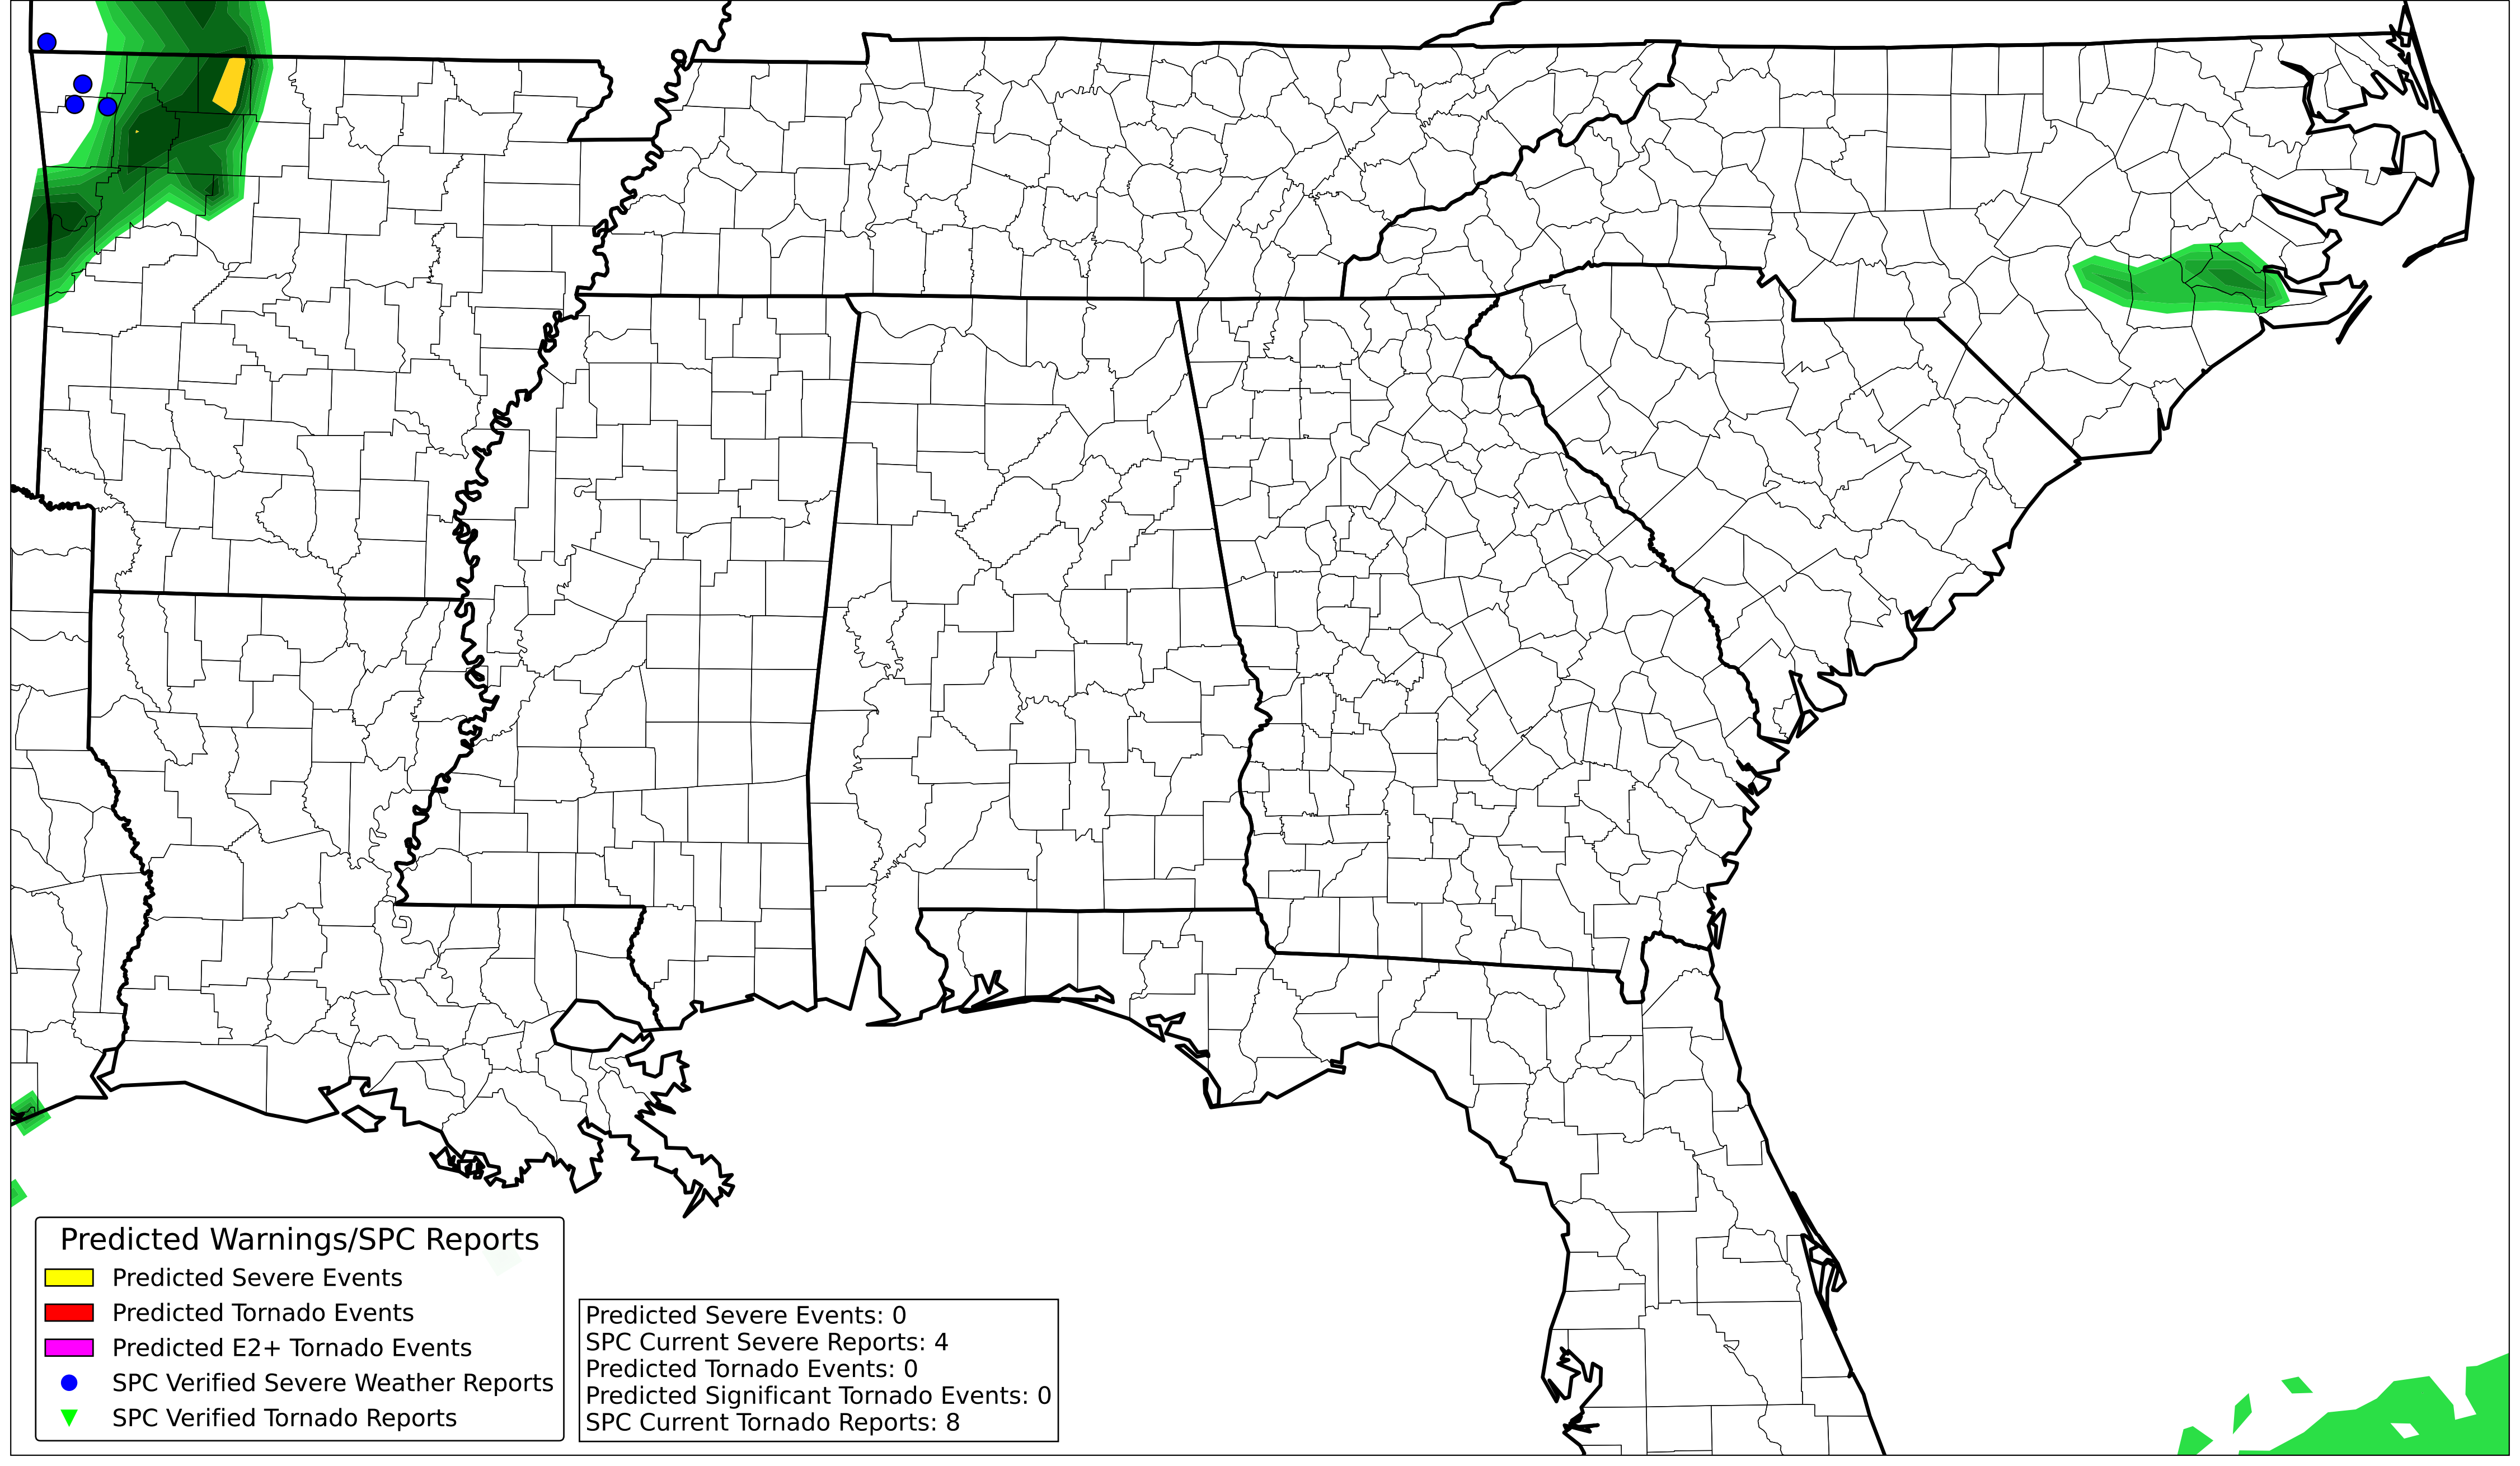 Predicted Warnings/SPC Reports
Predicted Severe Events
Predicted Tornado Events
Predicted E2+ Tornado Events
SPC Verified Severe Weather Reports
SPC Verified Tornado Reports
Predicted Severe Events: 0
SPC Current Severe Reports: 4
Predicted Tornado Events: 0
Predicted Significant Tornado Events: 0
SPC Current Tornado Reports: 8